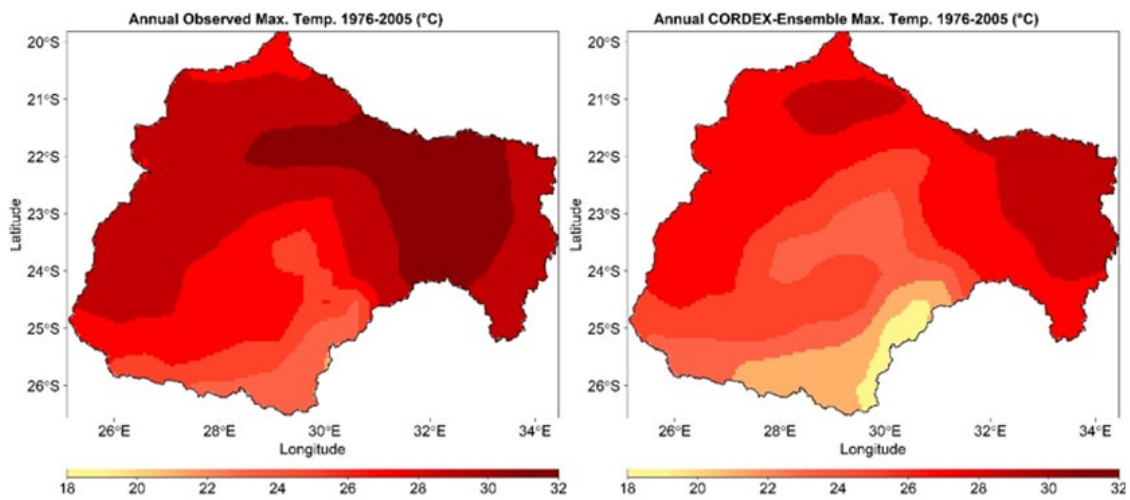 Annual Observed Max. Temp. 1976-2005 (°C)
20°S
21°S
22°S
23°S
24°S
25°S
26°S
Latitude
26°E 28°E 30°E 32°E 34°E
Longitude
18 20 22 24 26 28 30 32
Annual CORDEX-Ensemble Max. Temp. 1976-2005 (°C)
20°S
21°S
22°S
23°S
24°S
25°S
26°S
Latitude
26°E 28°E 30°E 32°E 34°E
Longitude
18 20 22 24 26 28 30 32